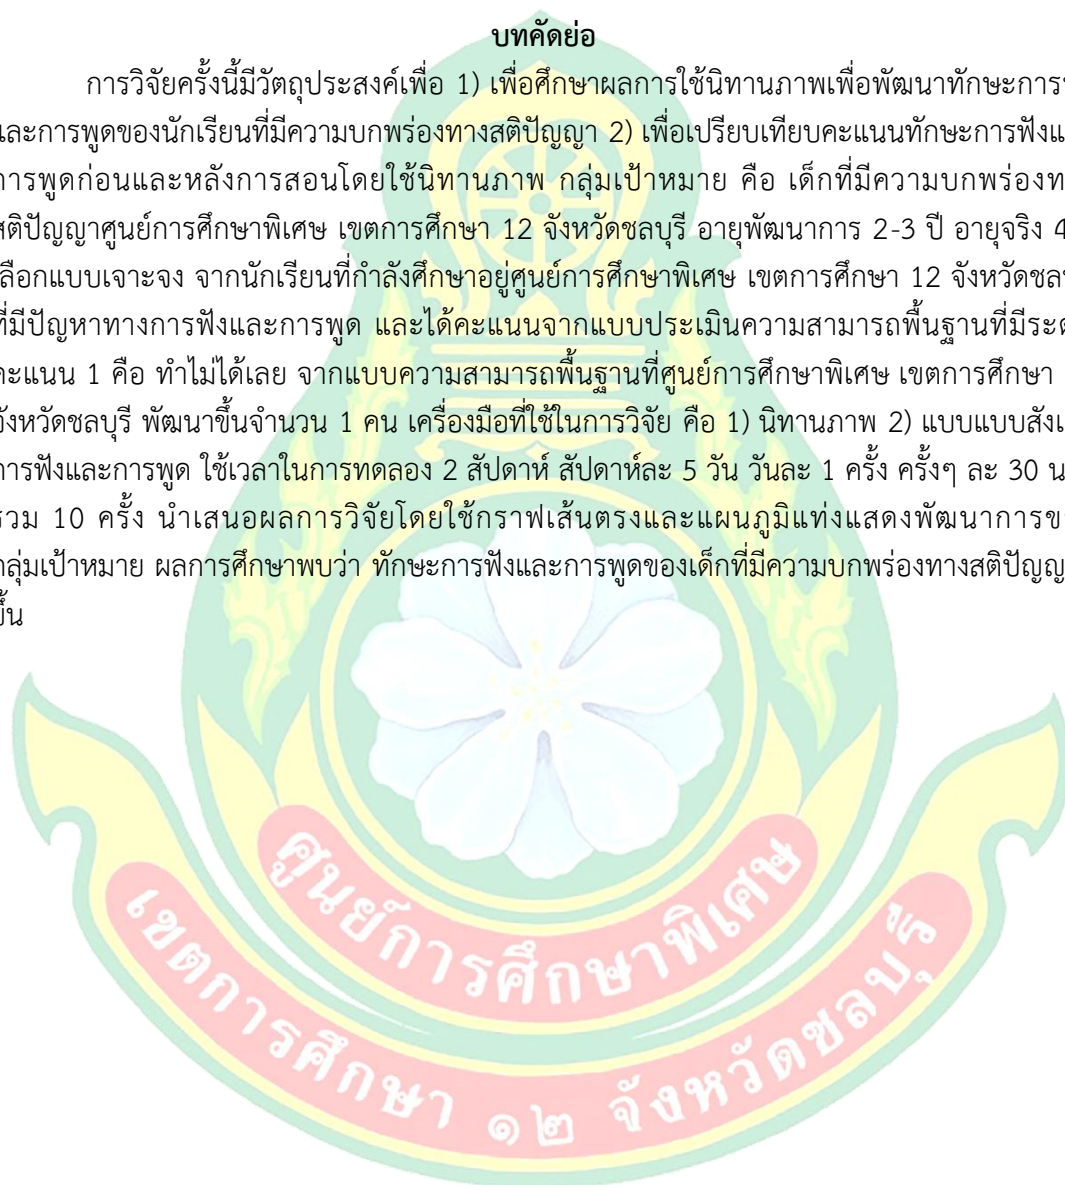 บทคัดย่อ
การวิจัยครั้งนี้มีวัตถุประสงค์เพื่อ 1) เพื่อศึกษาผลการใช้นิทานภาพเพื่อพัฒนาทักษะ
และการพูดของนักเรียนที่มีความบกพร่องทางสติปัญญา 2) เพื่อเปรียบเทียบคะแนนทักษะการฟัง
การพูดก่อนและหลังการสอนโดยใช้นิทานภาพ กลุ่มเป้าหมาย คือ เด็กที่มีความบกพร่อง
สติปัญญาศูนย์การศึกษาพิเศษ เขตการศึกษา 12 จังหวัดชลบุรี อายุพัฒนาการ 2-3 ปี อายุจริง 4
เลือกแบบเจาะจง จากนักเรียนที่กำลังศึกษาอยู่ศูนย์การศึกษาพิเศษ เขตการศึกษา 12 จังหวัด
ที่มีปัญหาทางการฟังและการพูด และได้คะแนนจากแบบประเมินความสามารถพื้นฐานที่มี
คะแนน 1 คือ ทำไม่ได้เลย จากแบบความสามารถพื้นฐานที่ศูนย์การศึกษาพิเศษ เขตการศึกษา
จังหวัดชลบุรี พัฒนาขึ้นจำนวน 1 คน เครื่องมือที่ใช้ในการวิจัย คือ 1) นิทานภาพ 2) แบบแบบ
การฟังและการพูด ใช้เวลาในการทดลอง 2 สัปดาห์ สัปดาห์ละ 5 วัน วันละ 1 ครั้ง ครั้งๆ ละ 30
รวม 10 ครั้ง นำเสนอผลการวิจัยโดยใช้กราฟเส้นตรงและแผนภูมิแท่งแสดงพัฒนาการ
กลุ่มเป้าหมาย ผลการศึกษาพบว่า ทักษะการฟังและการพูดของเด็กที่มีความบกพร่องทาง
ขึ้น
ศูนย์การศึกษาพิเศษ
เขตการศึกษา ๑๒ จังหวัดชลบุรี